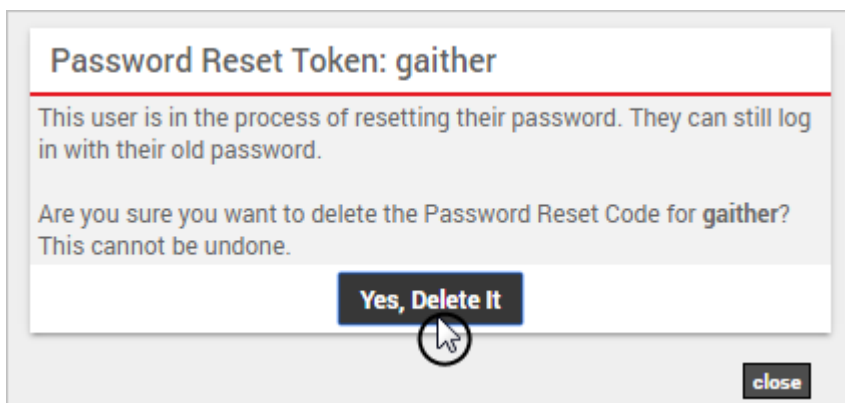 Password Reset Token: gaither
This user is in the process of resetting their password. They can still log
in with their old password.
Are you sure you want to delete the Password Reset Code for gaither?
This cannot be undone.
Yes, Delete It
close